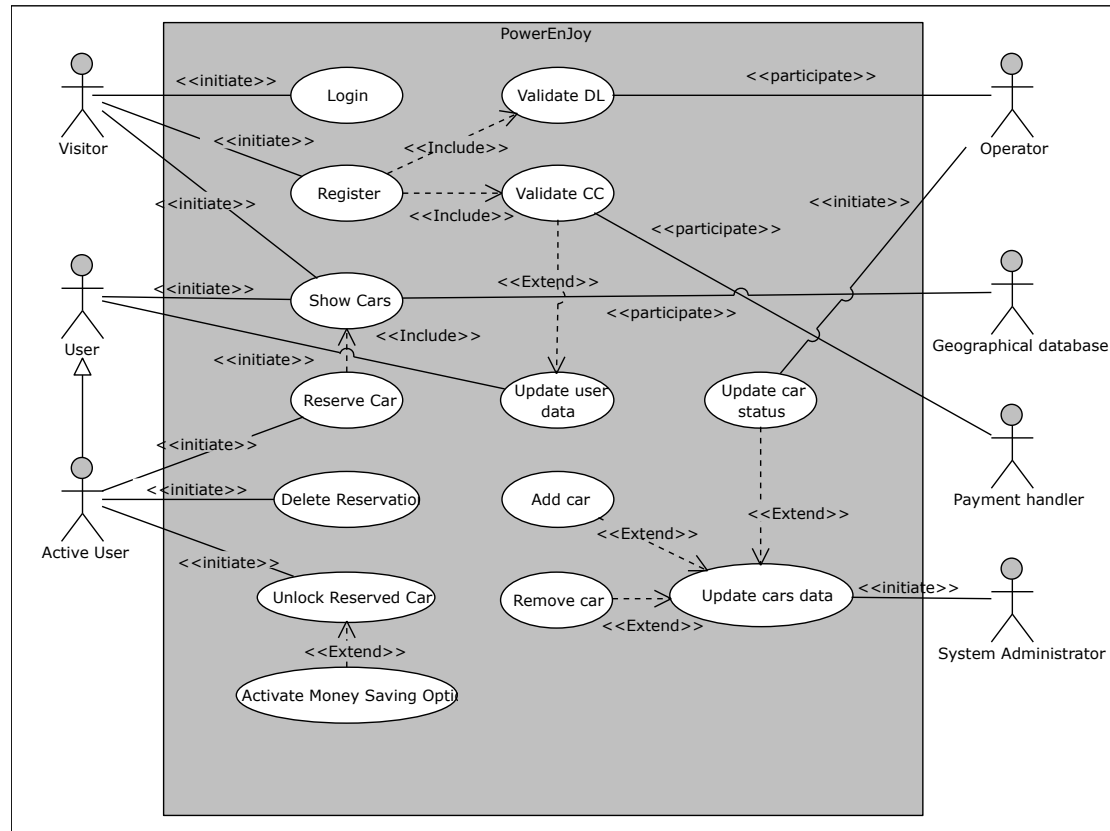 PowerEnJoy
<<initiate>>
Login
Validate DL
<<participate>>
Visitor
Operator
<<initiate>>
<<Include>>
Register
Validate CC
<<initiate>>
<<initiate>>
<<Include>>
<<participate>>
User
<<initiate>>
Show Cars
<<Extend>>
<<participate>>
Geographical database
<<Include>>
<<initiate>>
Reserve Car
Update user
data
Update car
status
<<initiate>>
Active User
<<initiate>>
Delete Reservatio
Add car
Payment handler
<<Extend>>
<<Extend>>
<<initiate>>
Unlock Reserved Car
Remove car
Update cars data
<<initiate>>
<<Extend>>
<<Extend>>
System Administrator
Activate Money Saving Opti